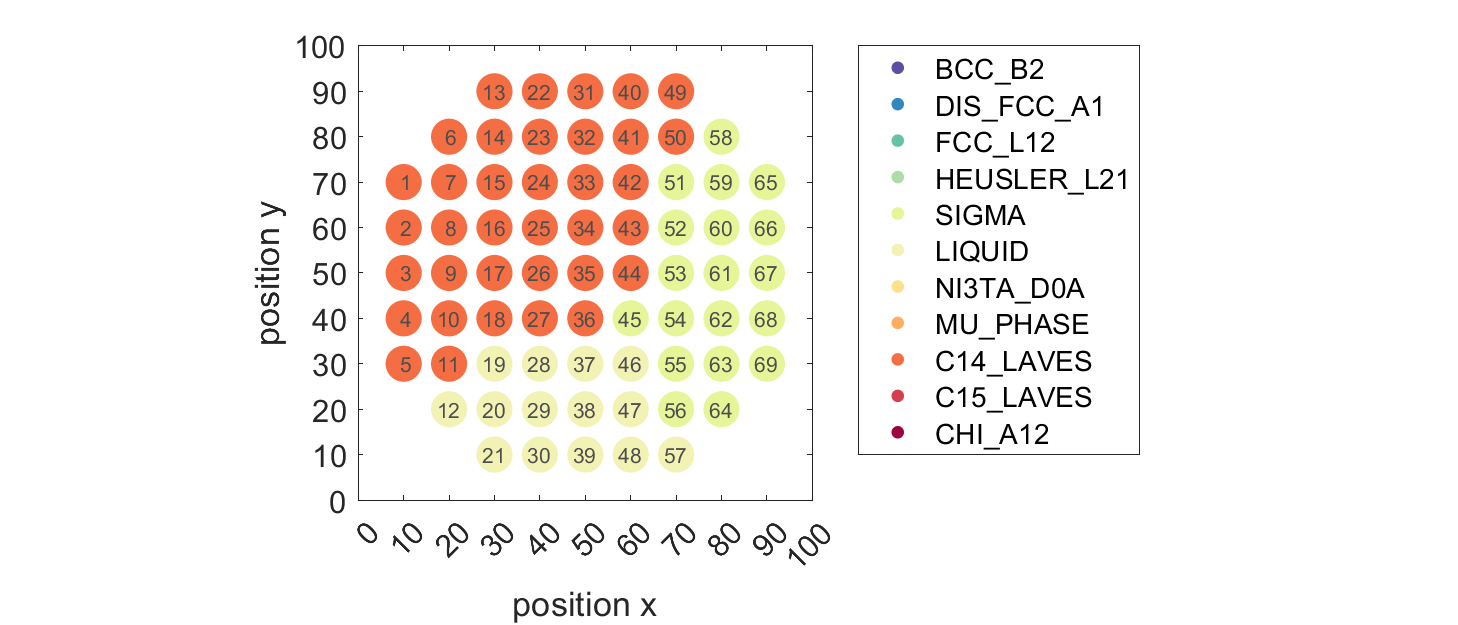 100
90
80
70
60
50
40
30
20
10
0
position y
13 22 31 40 49
6 14 23 32 41 50 58
1 7 15 24 33 42 51 59 65
2 8 16 25 34 43 52 60 66
3 9 17 26 35 44 53 61 67
4 10 18 27 36 45 54 62 68
5 11 19 28 37 46 55 63 69
12 20 29 38 47 56 64
21 30 39 48 57
0 10 20 30 40 50 60 70 80 90 100
position x
BCC_B2
DIS_FCC_A1
FCC_L12
HEUSLER_L21
SIGMA
LIQUID
NI3TA_D0A
MU_PHASE
C14_LAVES
C15_LAVES
CHI_A12